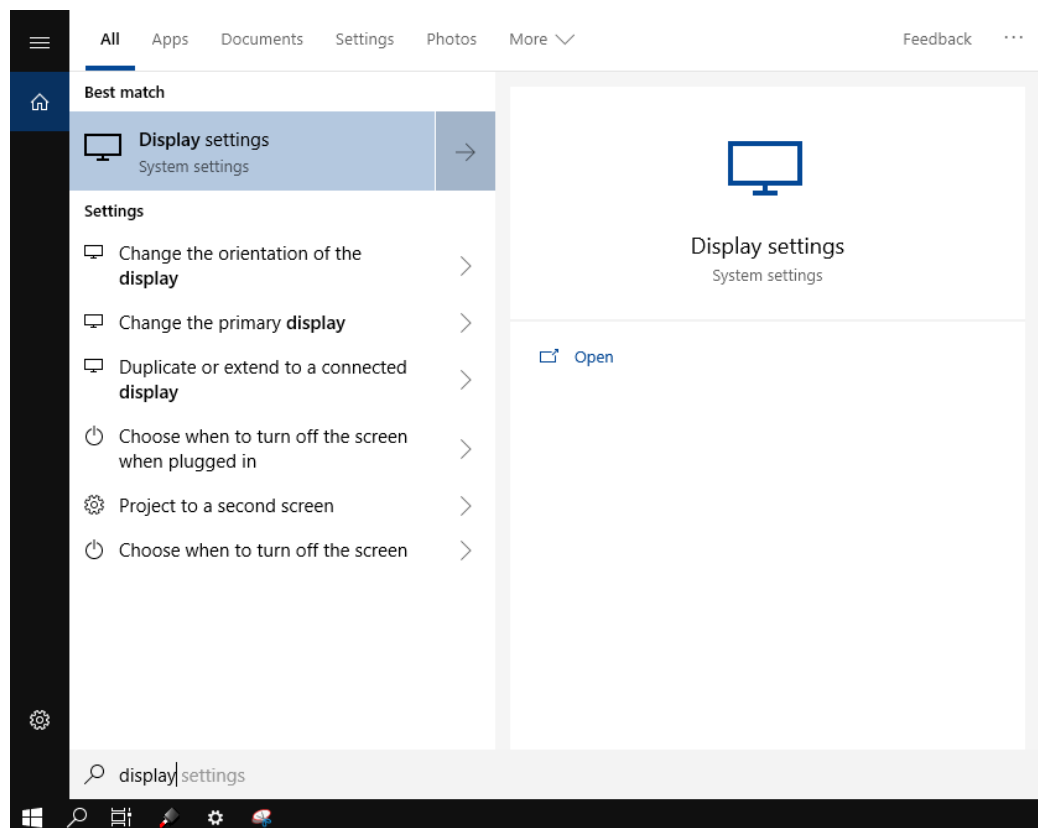 All Apps Documents Settings Photos More Feedback ...
Best match
Display settings
System settings
Settings
Change the orientation of the
display
Change the primary display
Duplicate or extend to a connected
display
Choose when to turn off the screen
when plugged in
Project to a second screen
Choose when to turn off the screen
Display settings
System settings
Open
display settings